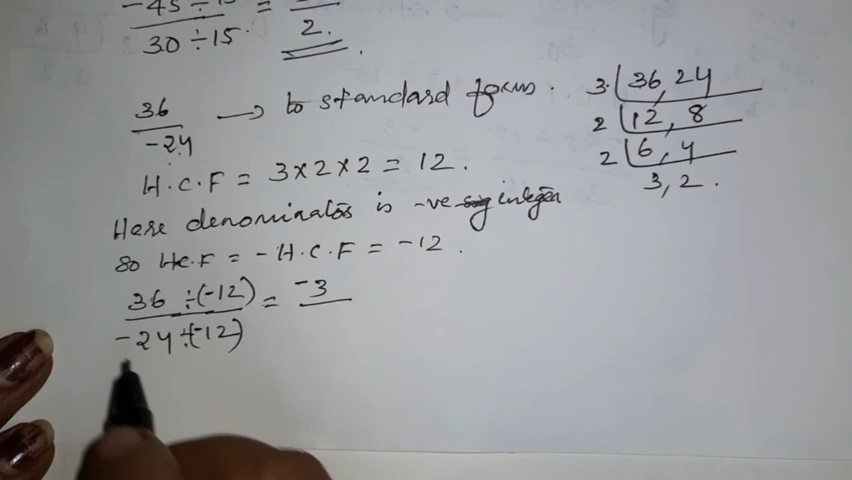 -45 ÷ 15 =
30 ÷ 15 2.
36 / -24 → to standard form.
H.C.F = 3×2×2 = 12.
Here denominator is -ve integer
so H.C.F = -H.C.F = -12.
36 ÷(-12) = -3
-24 ÷(-12)
3 36, 24
2 12, 8
2 6, 4
3, 2.